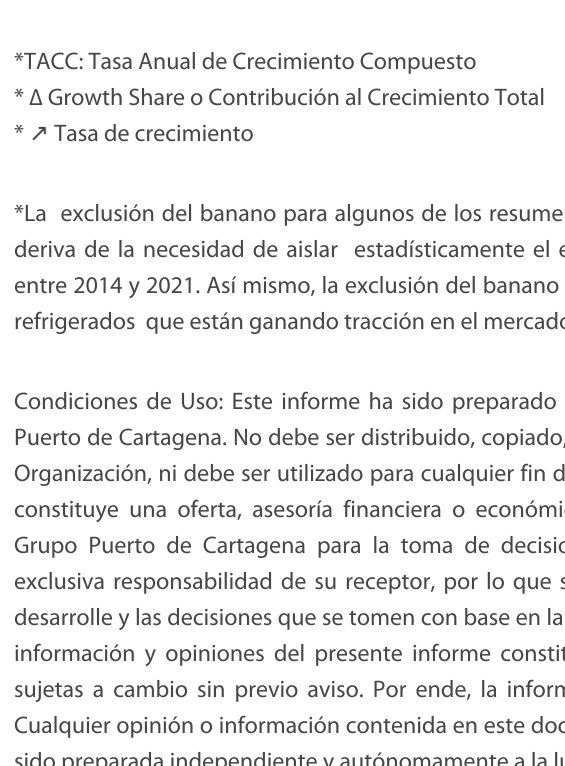 *TACC: Tasa Anual de Crecimiento Compuesto
* Δ Growth Share o Contribución al Crecimiento Total
* ↗ Tasa de crecimiento
*La exclusión del banano para algunos de los resume
deriva de la necesidad de aislar estadísticamente el e
entre 2014 y 2021. Así mismo, la exclusión del banano
refrigerados que están ganando tracción en el mercado
Condiciones de Uso: Este informe ha sido preparado
Puerto de Cartagena. No debe ser distribuido, copiado,
Organización, ni debe ser utilizado para cualquier fin d
constituye una oferta, asesoría financiera o económi
Grupo Puerto de Cartagena para la toma de decisio
exclusiva responsabilidad de su receptor, por lo que s
desarrolle y las decisiones que se tomen con base en la
información y opiniones del presente informe constit
sujetas a cambio sin previo aviso. Por ende, la inform
Cualquier opinión o información contenida en este doc
sido preparada independiente y autónomamente a la lu